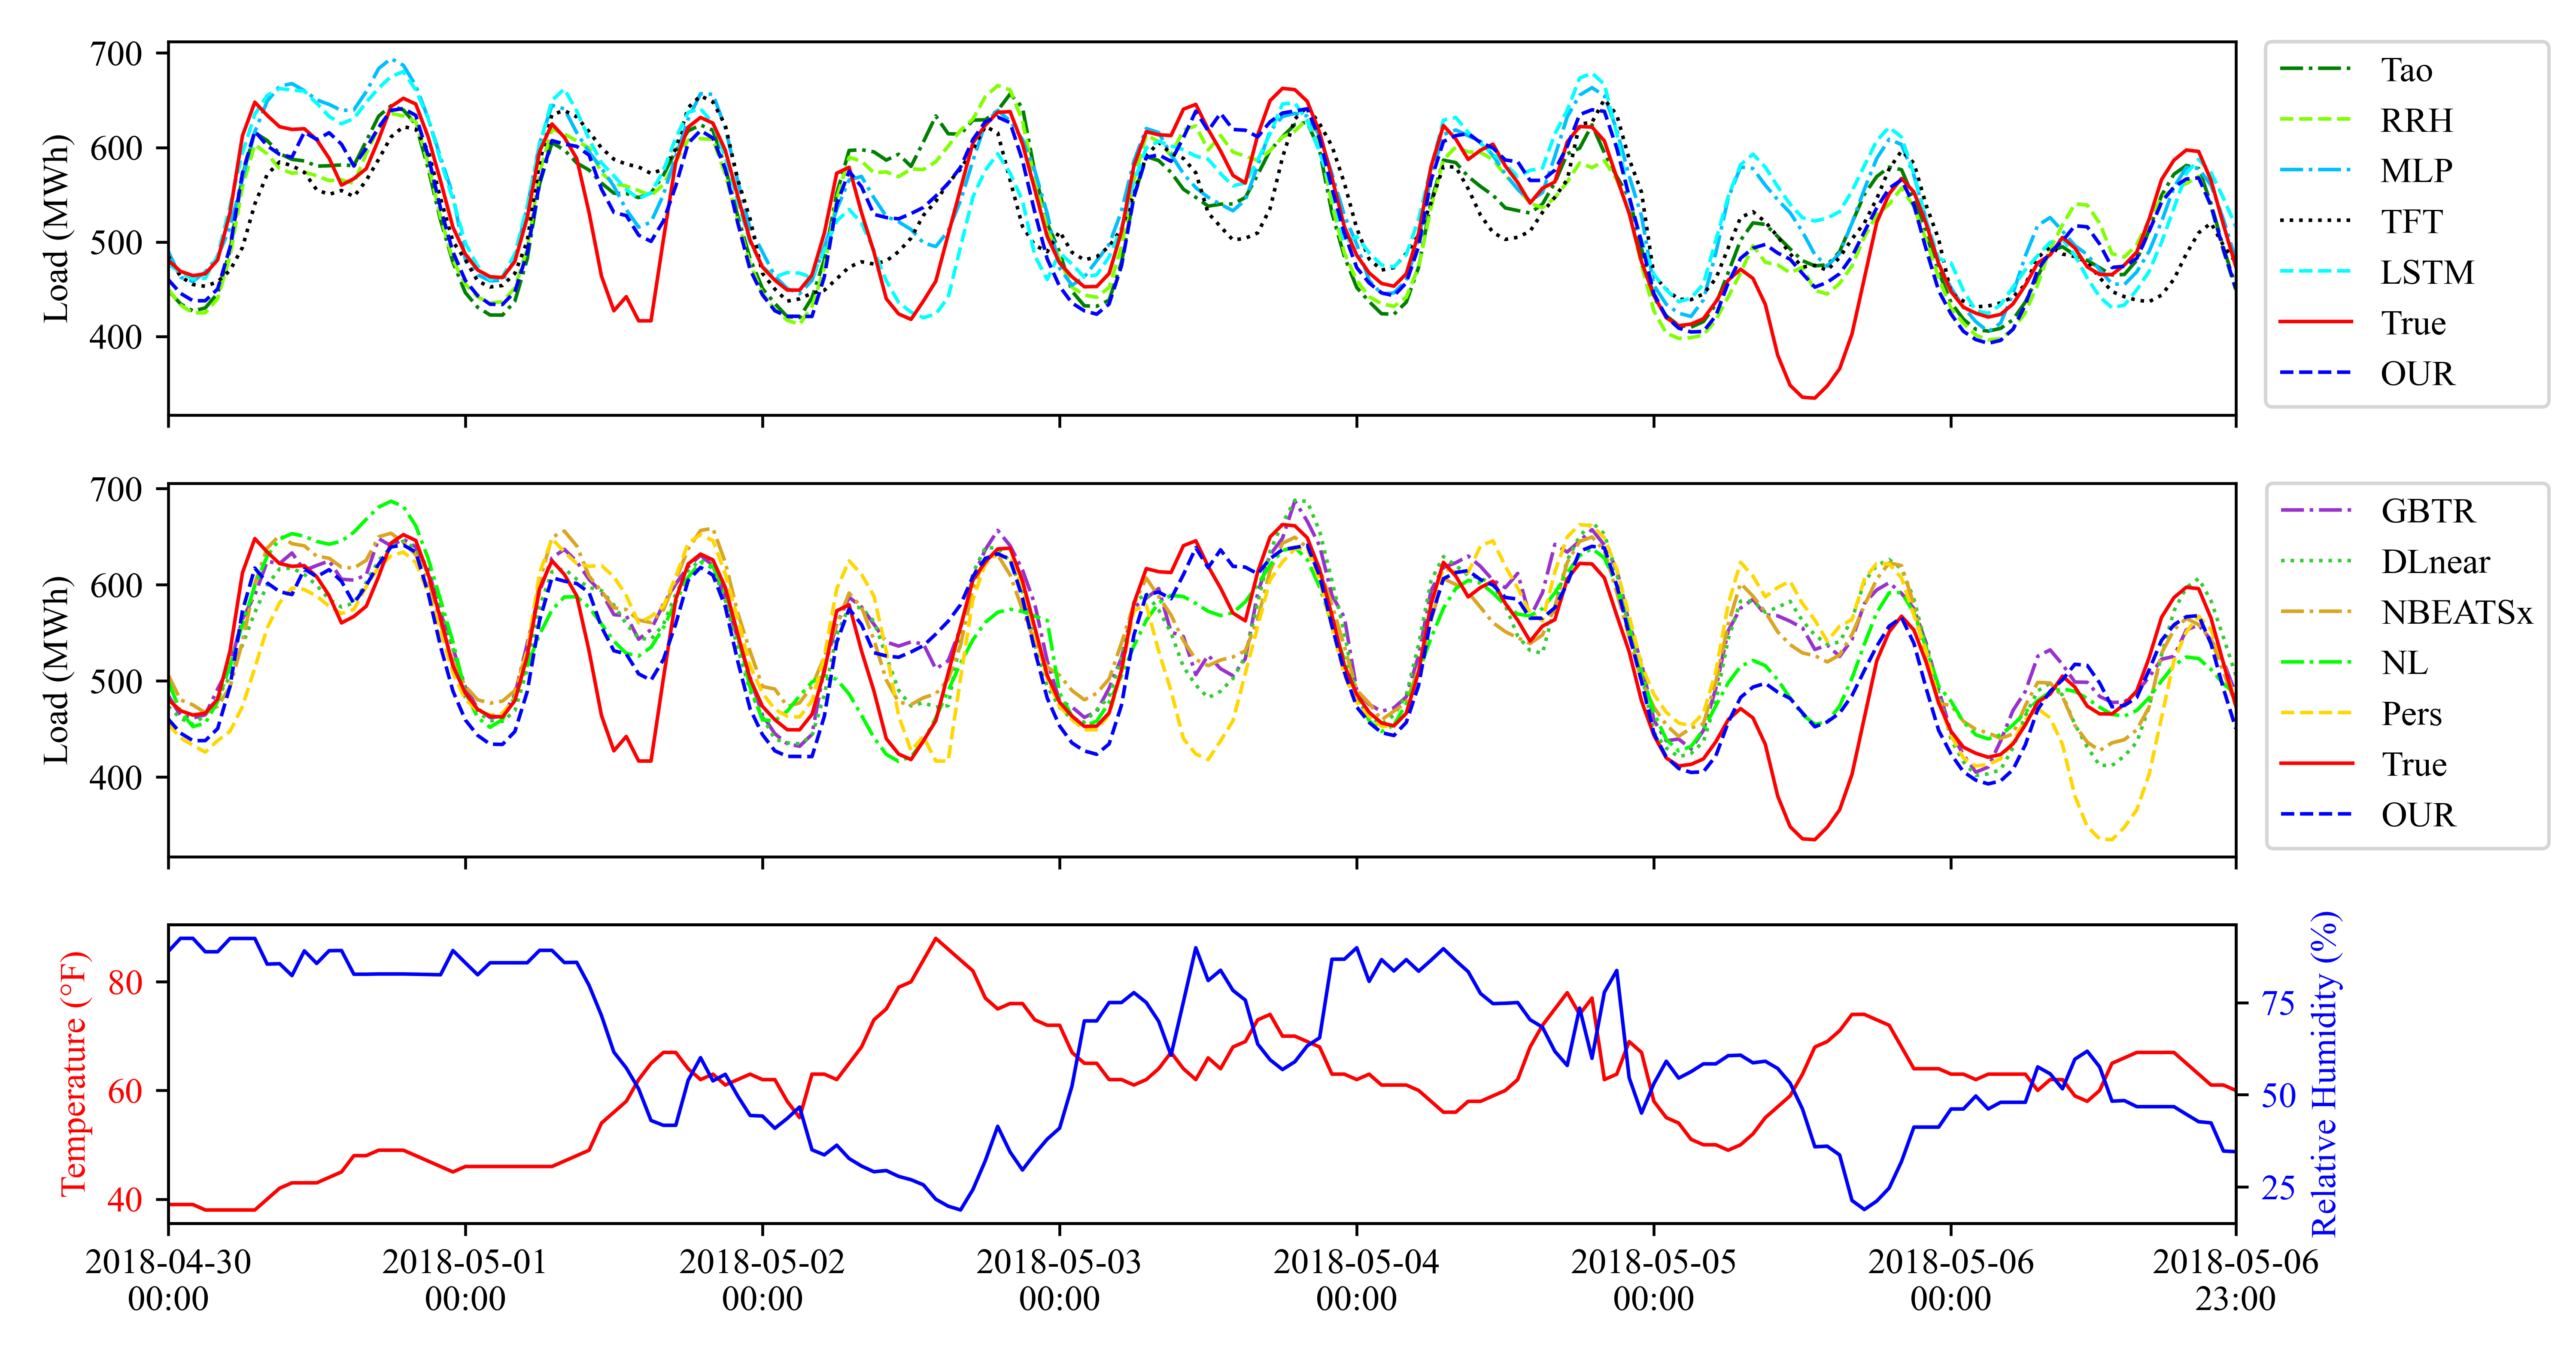 Load (MWh)
700
600
500
400
Tao
RRH
MLP
TFT
LSTM
True
OUR
Load (MWh)
700
600
500
400
GBTR
DLnear
NBEATSx
NL
Pers
True
OUR
Temperature (°F)
80
60
40
75
50
25
Relative Humidity (%)
2018-04-30 2018-05-01 2018-05-02 2018-05-03 2018-05-04 2018-05-05 2018-05-06 2018-05-06
00:00 00:00 00:00 00:00 00:00 00:00 00:00 23:00